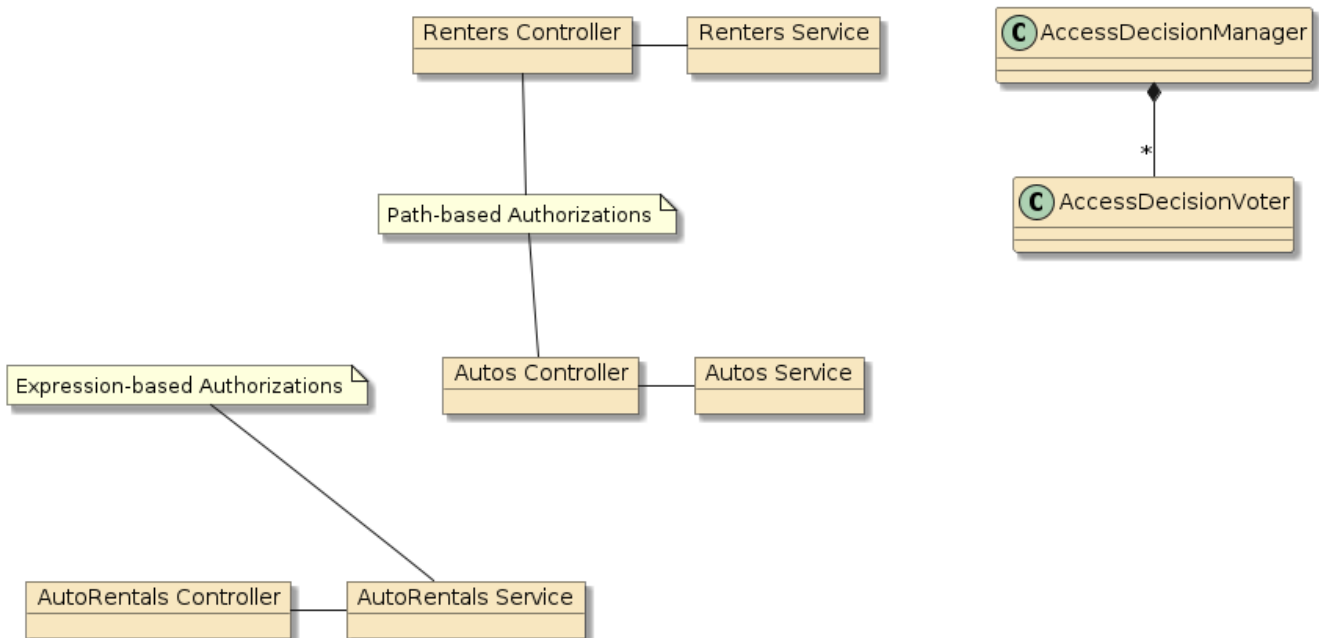 Renters Controller
Renters Service
C AccessDecisionManager
*
C AccessDecisionVoter
Path-based Authorizations
Autos Controller
Autos Service
Expression-based Authorizations
AutoRentals Controller
AutoRentals Service